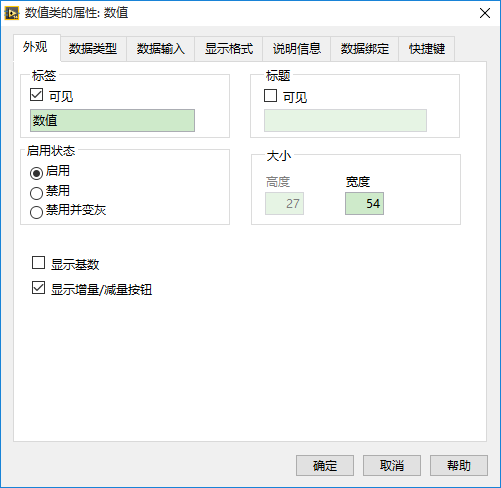 数值类的属性: 数值
外观 数据类型 数据输入 显示格式 说明信息 数据绑定 快捷键
标签 标题
可见 可见
数值
启用状态 大小
启用 高度 宽度
禁用 27 54
禁用并变灰
显示基数
显示增量/减量按钮
确定 取消 帮助